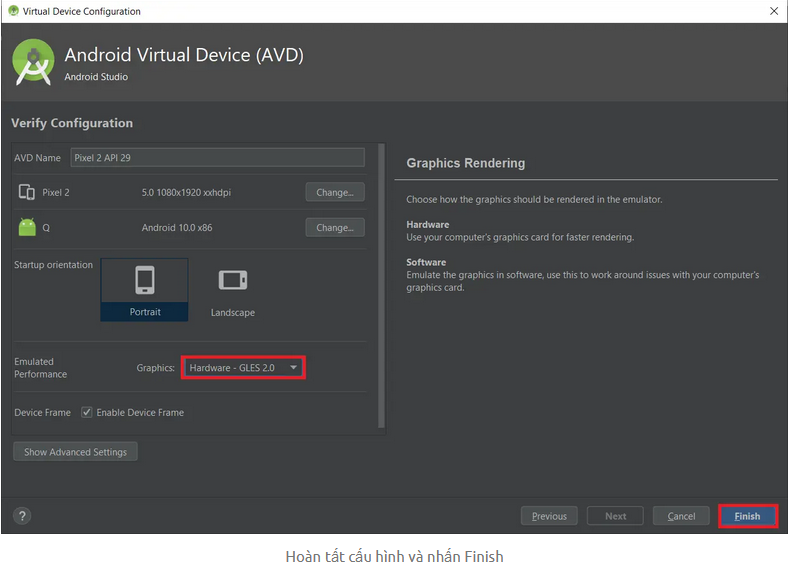 Virtual Device Configuration
Android Virtual Device (AVD)
Android Studio
Verify Configuration
AVD Name Pixel 2 API 29
Pixel 2 5.0 1080x1920 xxhdpi Change...
Q Android 10.0 x86 Change...
Startup orientation
Portrait
Landscape
Emulated
Performance
Graphics: Hardware - GLES 2.0
Device Frame Enable Device Frame
Show Advanced Settings
Graphics Rendering
Choose how the graphics should be rendered in the emulator.
Hardware
Use your computer's graphics card for faster rendering.
Software
Emulate the graphics in software, use this to work around issues with your computer's
graphics card.
? Previous Next Cancel Finish
Hoàn tất cấu hình và nhấn Finish